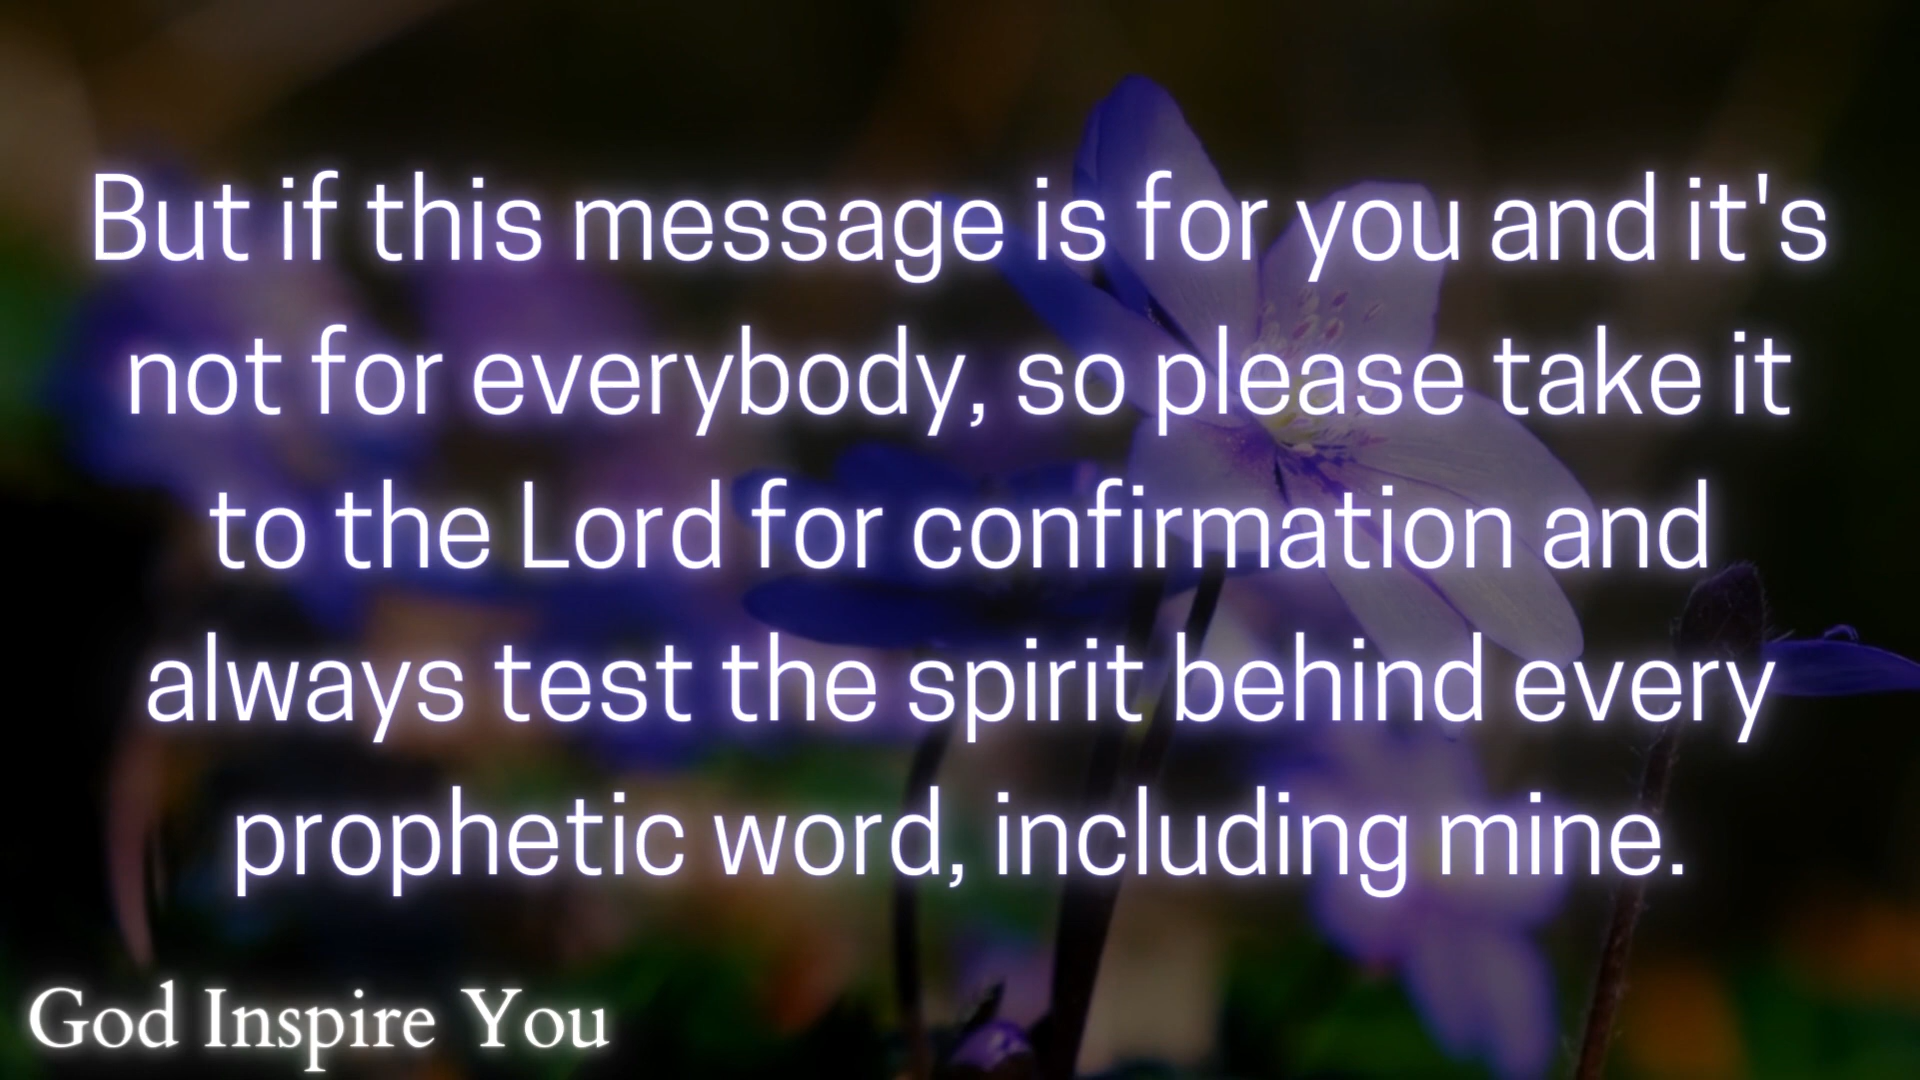 But if this message is for you and it's
not for everybody, so please take it
to the Lord for confirmation and
always test the spirit behind every
prophetic word, including mine.
God Inspire You